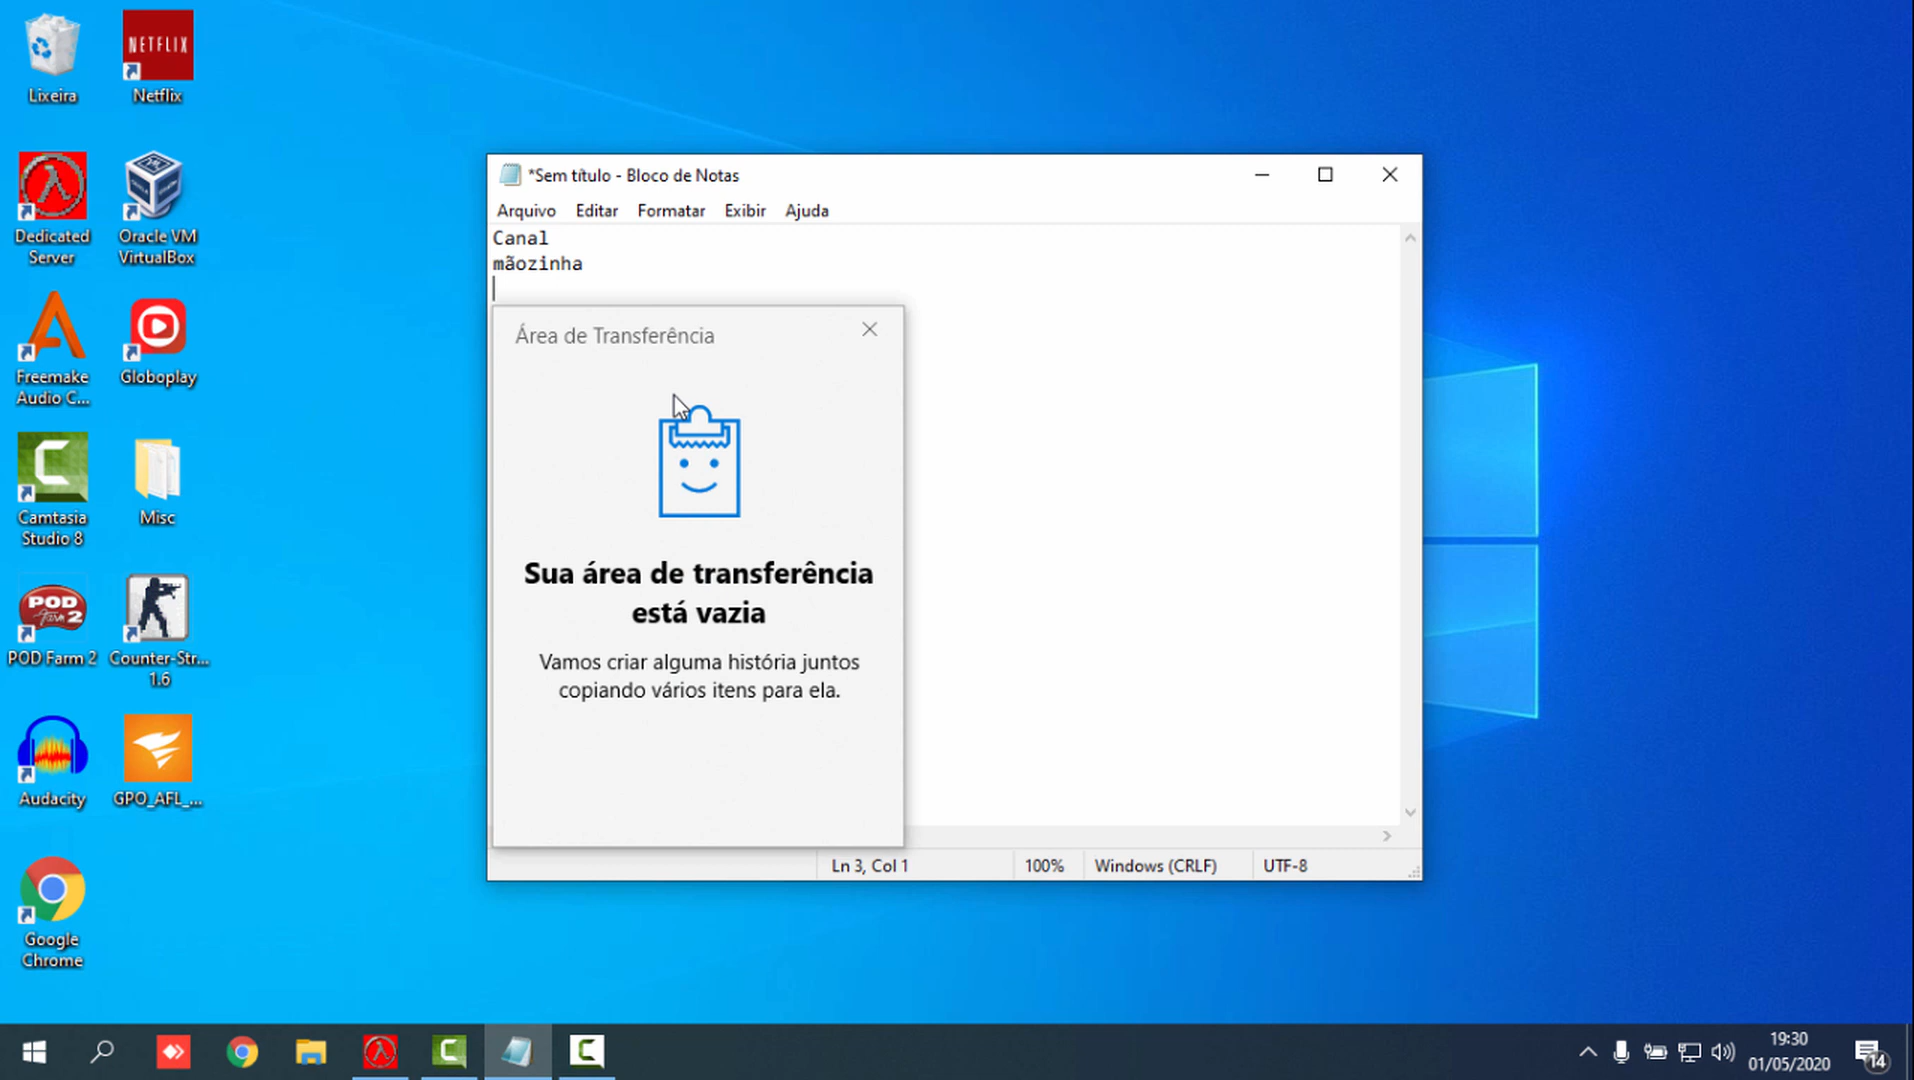 Lixeira
NETFLIX
Netflix
Dedicated
Server
Oracle VM
VirtualBox
Freemake
Audio C...
Globoplay
Camtasia
Studio 8
Misc
POD
Farm 2
POD Farm 2
Counter-Str...
1.6
Audacity
GPO_AFL_...
Google
Chrome
*Sem título - Bloco de Notas
Arquivo Editar Formatar Exibir Ajuda
Canal
mãozinha
Área de Transferência
Sua área de transferência
está vazia
Vamos criar alguma história juntos
copiando vários itens para ela.
Ln 3, Col 1 100% Windows (CRLF) UTF-8
19:30
01/05/2020
14